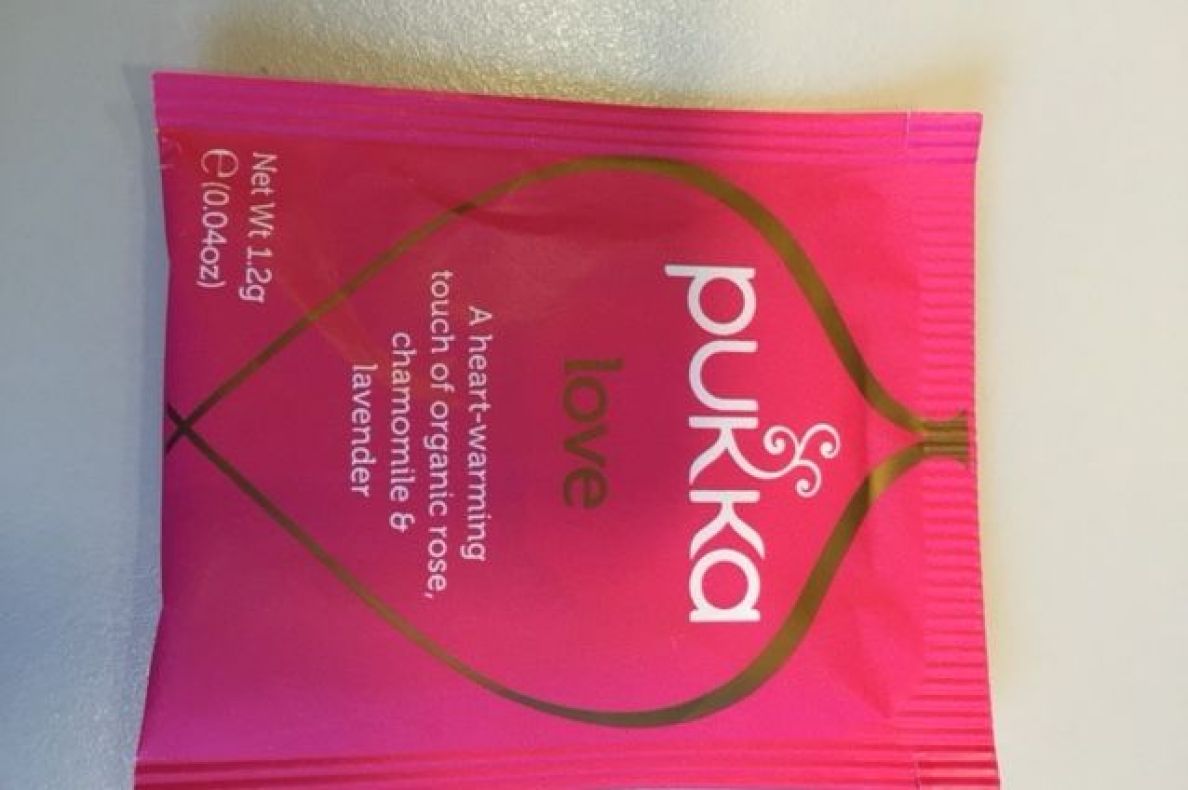 pukka
love
A heart-warming
touch of organic rose,
chamomile &
lavender
Net Wt 1.2g
℮ (0.04oz)